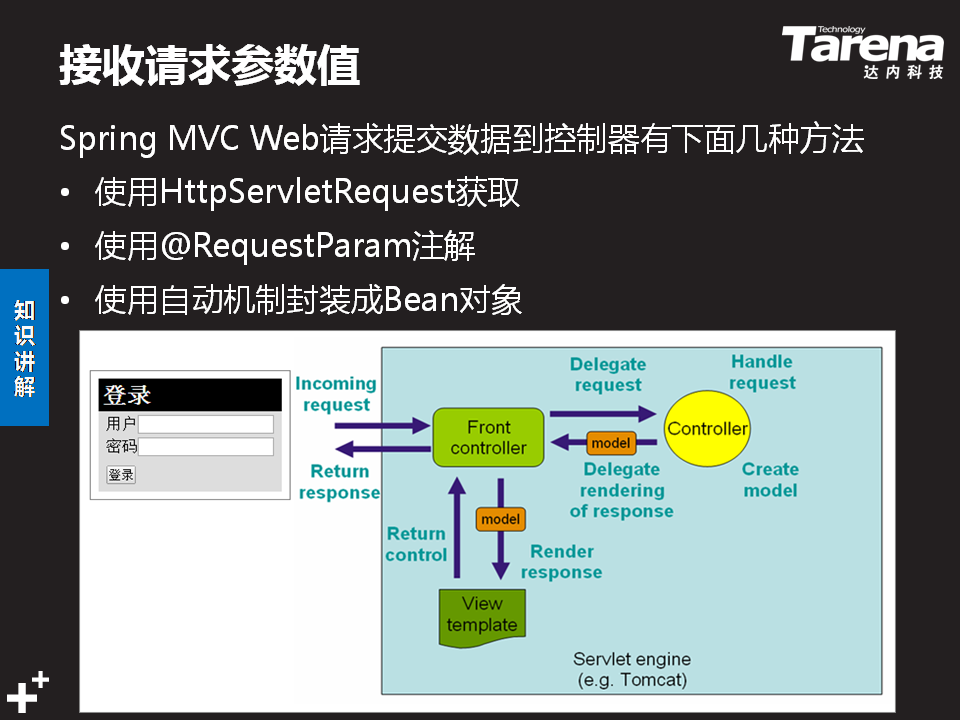 接收请求参数值
Technology
Tarena
达内科技
Spring MVC Web请求提交数据到控制器有下面几种方法
• 使用HttpServletRequest获取
• 使用@RequestParam注解
• 使用自动机制封装成Bean对象
知识讲解
登录
用户
密码
登录
Incoming
request
Return
response
Front
controller
Delegate
request
Handle
request
Controller
model
Delegate
rendering
of response
Create
model
model
Return
control
Render
response
View
template
Servlet engine
(e.g. Tomcat)